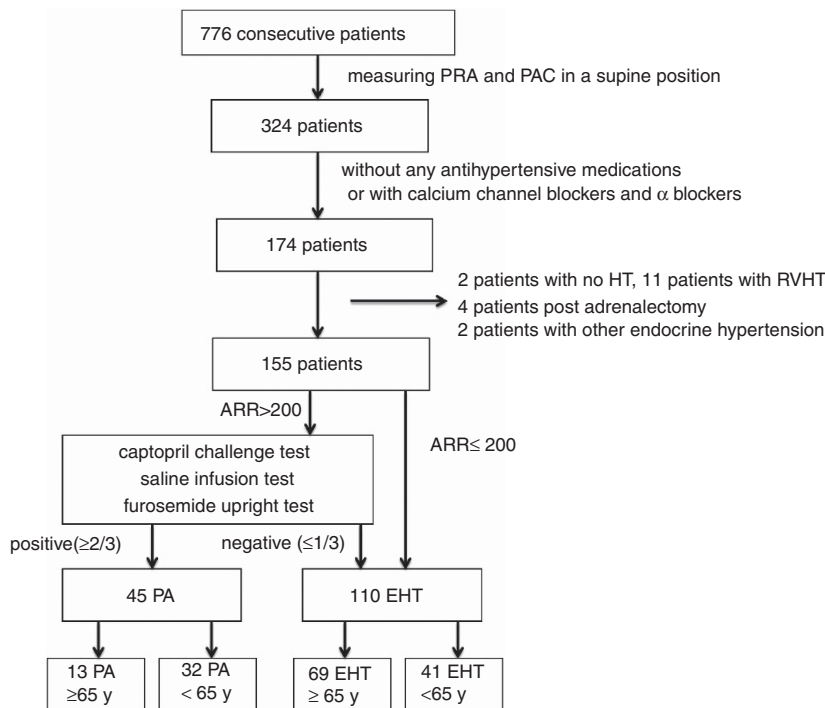 776 consecutive patients
measuring PRA and PAC in a supine position
324 patients
without any antihypertensive medications
or with calcium channel blockers and α blockers
174 patients
2 patients with no HT, 11 patients with RVHT
4 patients post adrenalectomy
2 patients with other endocrine hypertension
155 patients
ARR>200
ARR≤ 200
captopril challenge test
saline infusion test
furosemide upright test
positive(≥2/3)
negative (≤1/3)
45 PA
110 EHT
13 PA
≥65 y
32 PA
< 65 y
69 EHT
≥ 65 y
41 EHT
<65 y